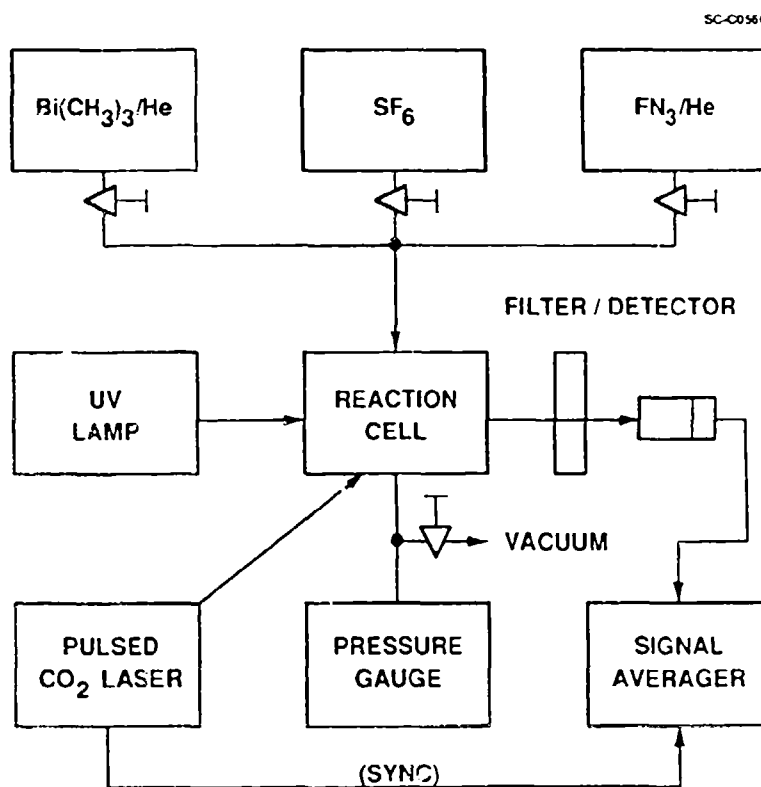 Bi(CH3)3/He
SF6
FN3/He
FILTER / DETECTOR
UV
LAMP
REACTION
CELL
VACUUM
PULSED
CO2 LASER
PRESSURE
GAUGE
SIGNAL
AVERAGER
(SYNC)